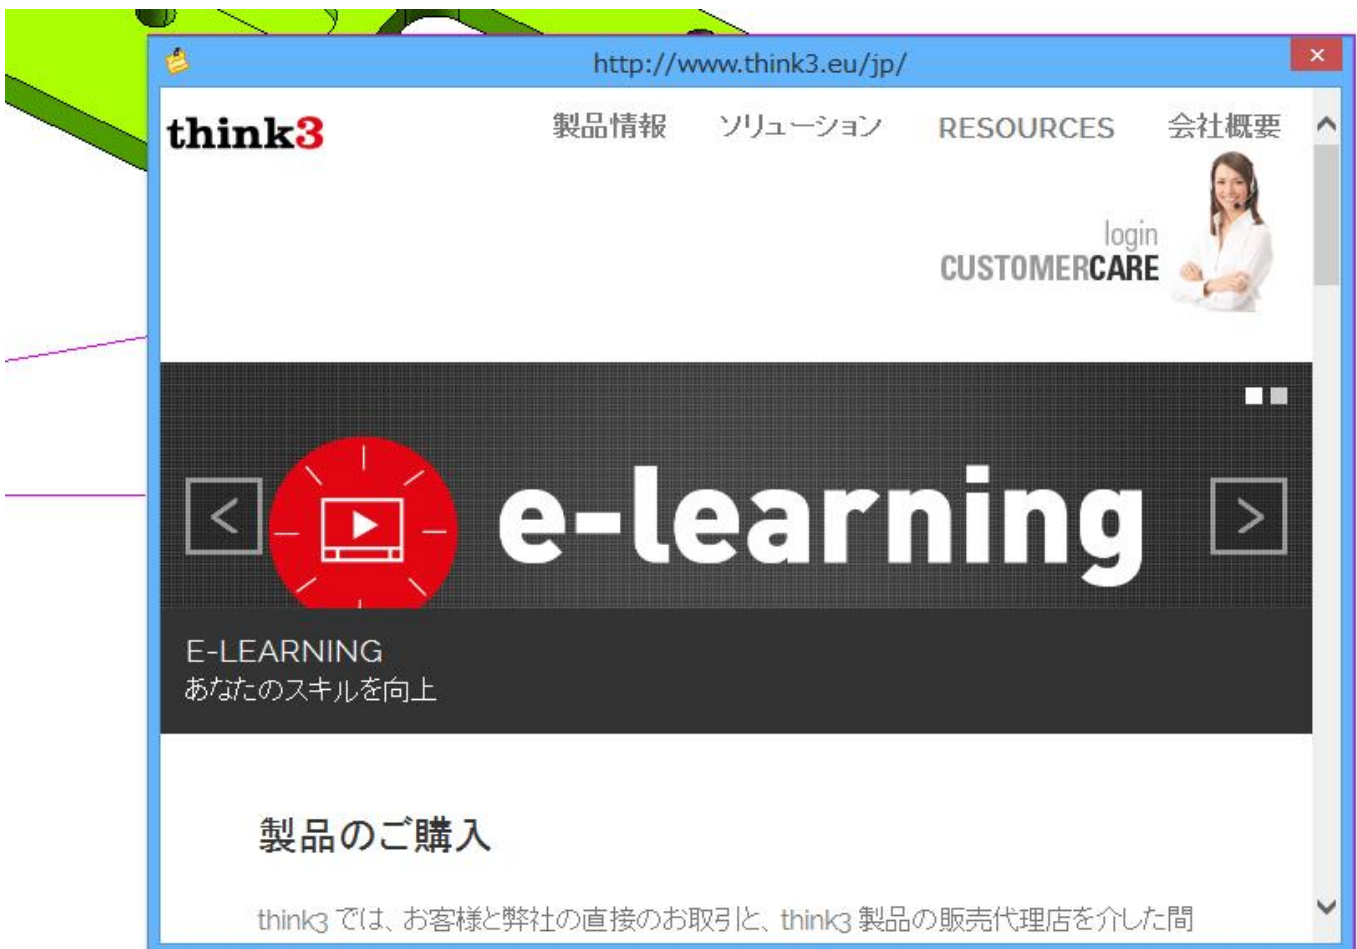 http://www.think3.eu/jp/
think3
製品情報 ソリューション RESOURCES 会社概要
login
CUSTOMERCARE
e-learning
E-LEARNING
あなたのスキルを向上
製品のご購入
think3 では、お客様と弊社の直接のお取引と、think3 製品の販売代理店を介した間